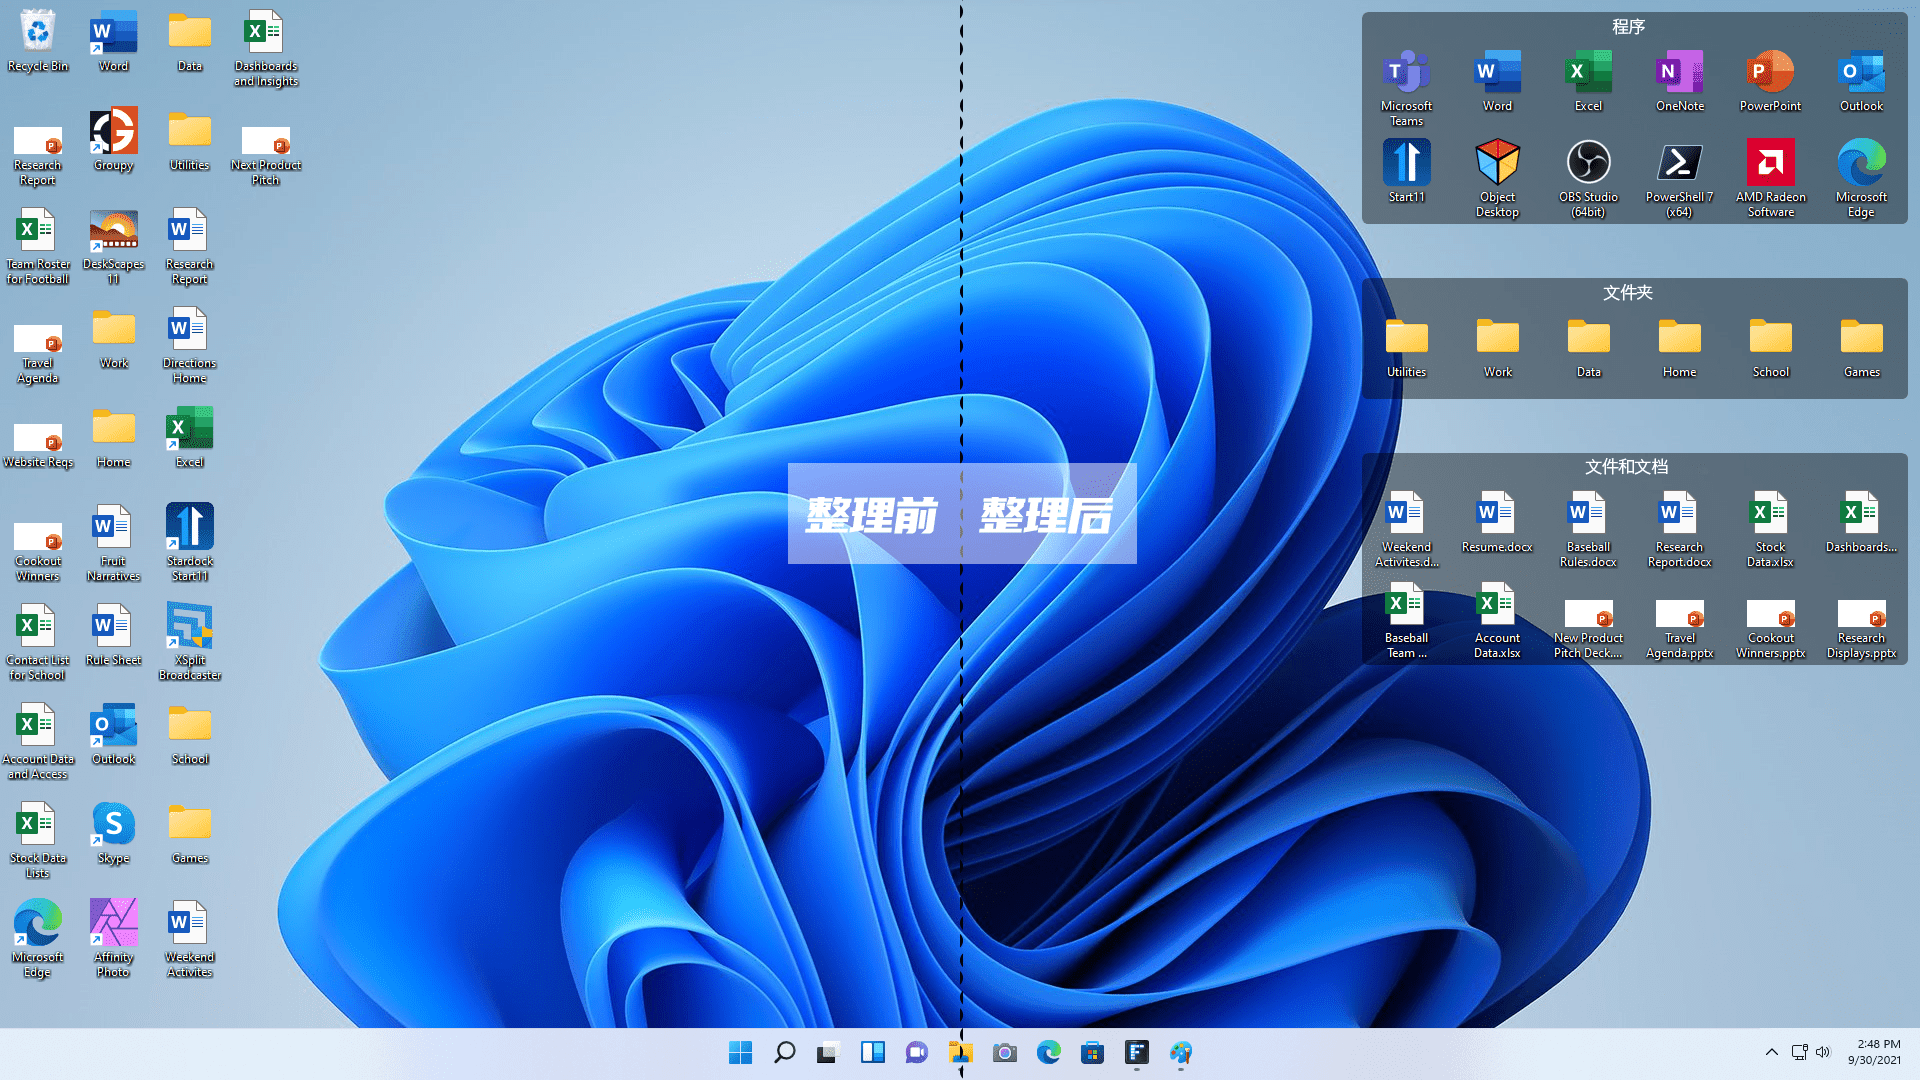 Recycle Bin
Word
Data
Dashboards
and Insights
Research
Report
Groupy
Utilities
Next Product
Pitch
Team Roster
for Football
DeskScapes
11
Research
Report
Travel
Agenda
Work
Directions
Home
Website Reqs
Home
Excel
Cookout
Winners
Fruit
Narratives
Stardock
Start11
Contact List
for School
Rule Sheet
XSplit
Broadcaster
Account Data
and Access
Outlook
School
Stock Data
Lists
Skype
Games
Microsoft
Edge
Affinity
Photo
Weekend
Activites
整理前
整理后
程序
Microsoft
Teams
Word
Excel
OneNote
PowerPoint
Outlook
Start11
Object
Desktop
OBS Studio
(64bit)
PowerShell 7
(x64)
AMD Radeon
Software
Microsoft
Edge
文件夹
Utilities
Work
Data
Home
School
Games
文件和文档
Weekend
Activites.d...
Resume.docx
Baseball
Rules.docx
Research
Report.docx
Stock
Data.xlsx
Dashboards...
Baseball
Team ...
Account
Data.xlsx
New Product
Pitch Deck....
Travel
Agenda.pptx
Cookout
Winners.pptx
Research
Displays.pptx
2:48 PM
9/30/2021